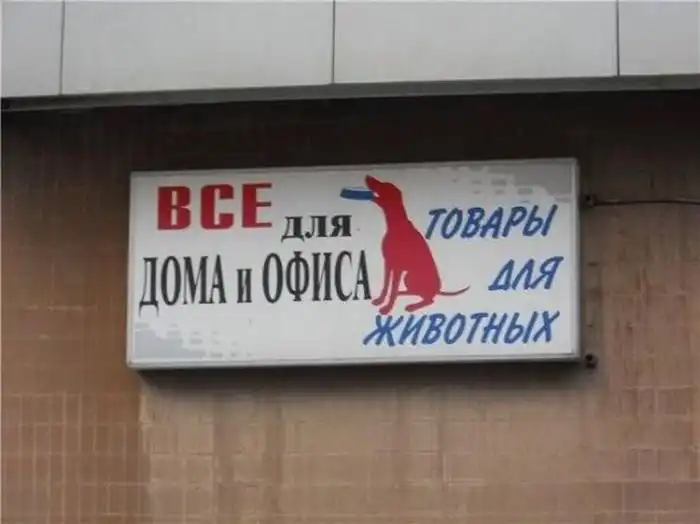 ВСЕ для
ДОМА и ОФИСА
ТОВАРЫ
ДЛЯ
ЖИВОТНЫХ